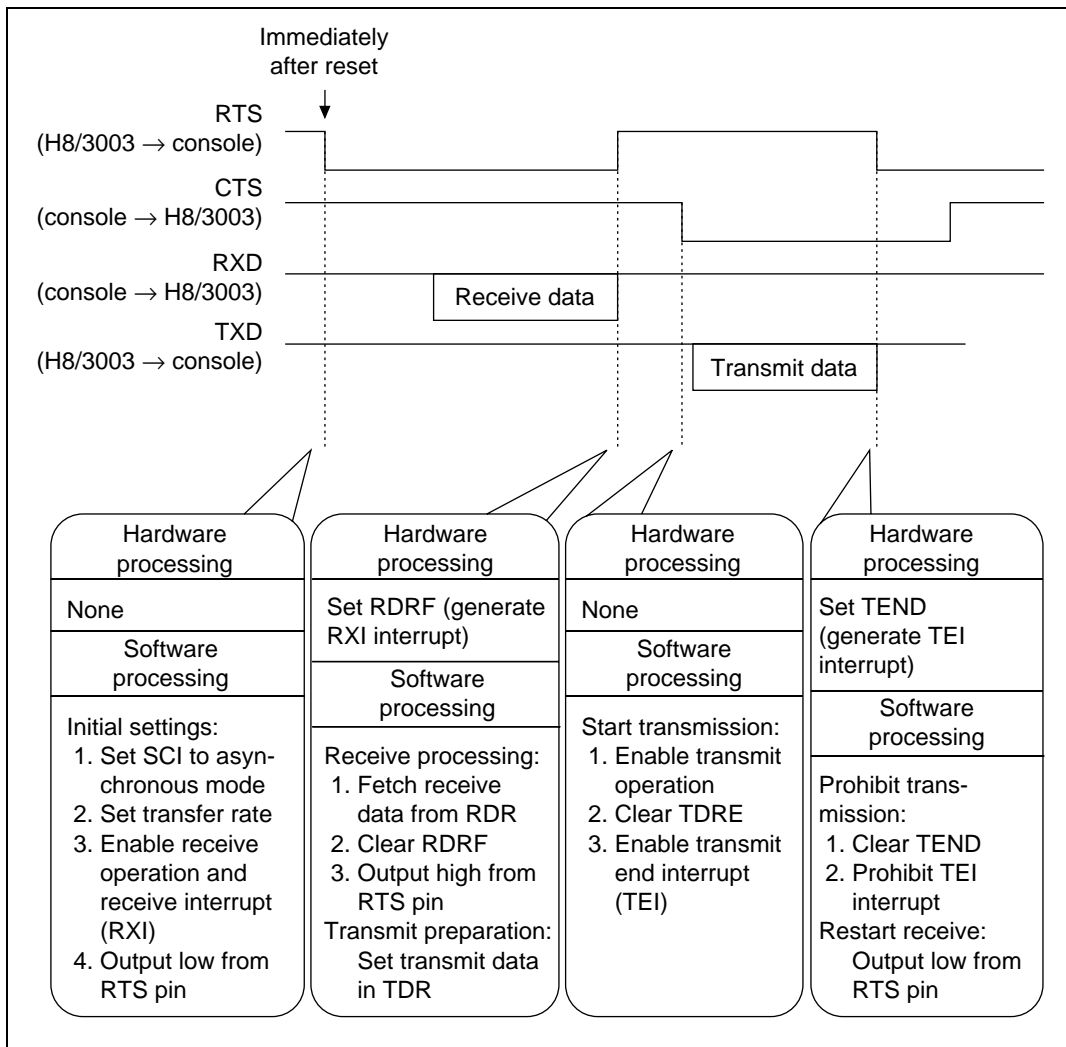 Immediately
after reset
RTS
(H8/3003 → console)
CTS
(console → H8/3003)
RXD
(console → H8/3003)
Receive data
TXD
(H8/3003 → console)
Transmit data
Hardware
processing
None
Software
processing
Initial settings:
1. Set SCI to asyn-
chronous mode
2. Set transfer rate
3. Enable receive
operation and
receive interrupt
(RXI)
4. Output low from
RTS pin
Hardware
processing
Set RDRF (generate
RXI interrupt)
Software
processing
Receive processing:
1. Fetch receive
data from RDR
2. Clear RDRF
3. Output high from
RTS pin
Transmit preparation:
Set transmit data
in TDR
Hardware
processing
None
Software
processing
Start transmission:
1. Enable transmit
operation
2. Clear TDRE
3. Enable transmit
end interrupt
(TEI)
Hardware
processing
Set TEND
(generate TEI
interrupt)
Software
processing
Prohibit trans-
mission:
1. Clear TEND
2. Prohibit TEI
interrupt
Restart receive:
Output low from
RTS pin